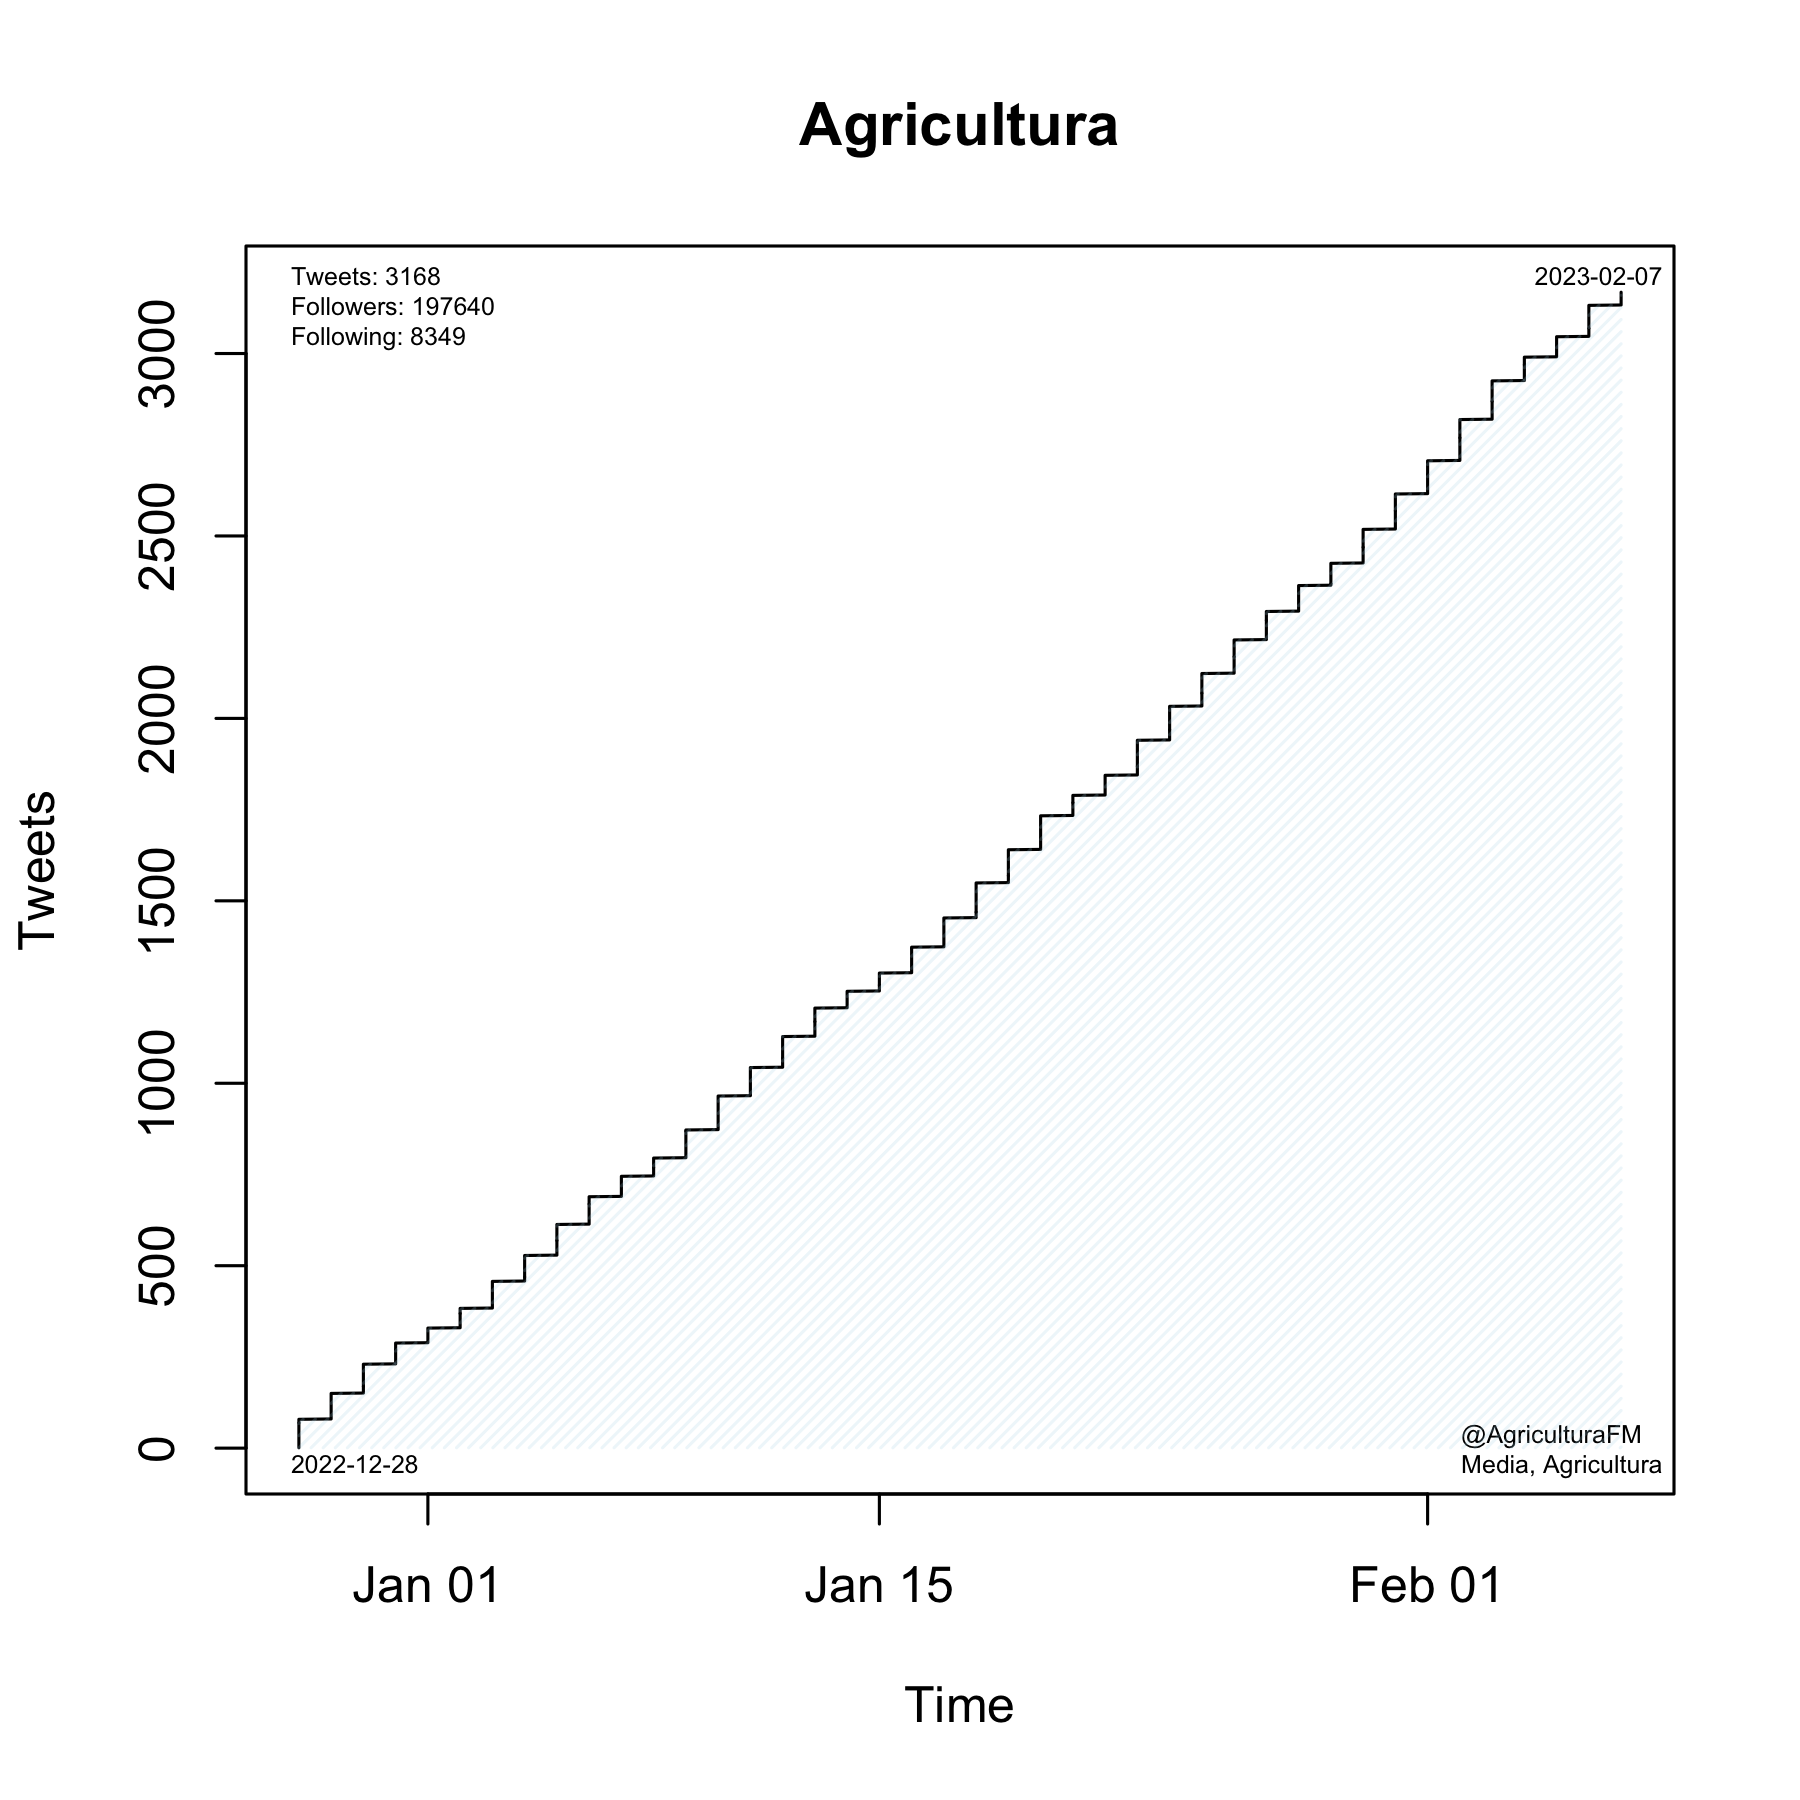 Agricultura
Tweets: 3168
Followers: 197640
Following: 8349
2023-02-07
3000
2500
2000
1500
1000
500
0
Tweets
@AgriculturaFM
Media, Agricultura
2022-12-28
Jan 01
Jan 15
Feb 01
Time